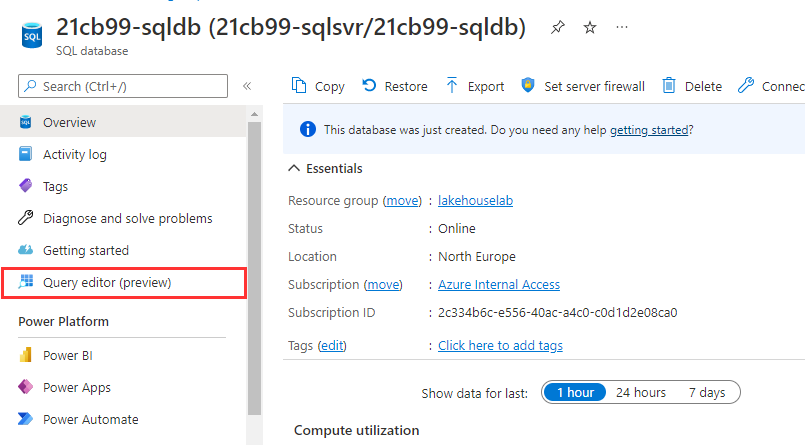 21cb99-sqldb (21cb99-sqlsvr/21cb99-sqldb)
SQL
SQL database
Search (Ctrl+/)
Copy
Restore
Export
Set server firewall
Delete
Connec
Overview
Activity log
Tags
Diagnose and solve problems
Getting started
Query editor (preview)
Power Platform
Power BI
Power Apps
Power Automate
This database was just created. Do you need any help getting started?
Essentials
Resource group (move) : lakehouselab
Status : Online
Location : North Europe
Subscription (move) : Azure Internal Access
Subscription ID : 2c334b6c-e556-40ac-a4c0-c0d1d2e08ca0
Tags (edit) : Click here to add tags
Show data for last: 1 hour 24 hours 7 days
Compute utilization